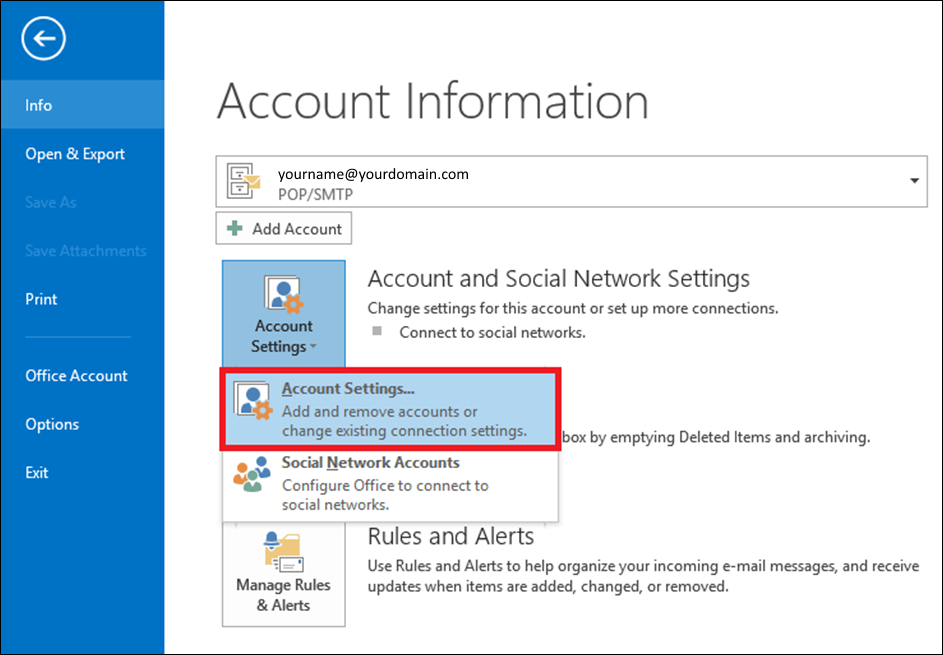 Account Information
Info
Open & Export
Save As
Save Attachments
Print
Office Account
Options
Exit
yourname@yourdomain.com
POP/SMTP
Add Account
Account
Settings
Account and Social Network Settings
Change settings for this account or set up more connections.
Connect to social networks.
Account Settings...
Add and remove accounts or
change existing connection settings.
box by emptying Deleted Items and archiving.
Social Network Accounts
Configure Office to connect to
social networks.
Manage Rules
& Alerts
Rules and Alerts
Use Rules and Alerts to help organize your incoming e-mail messages, and receive
updates when items are added, changed, or removed.